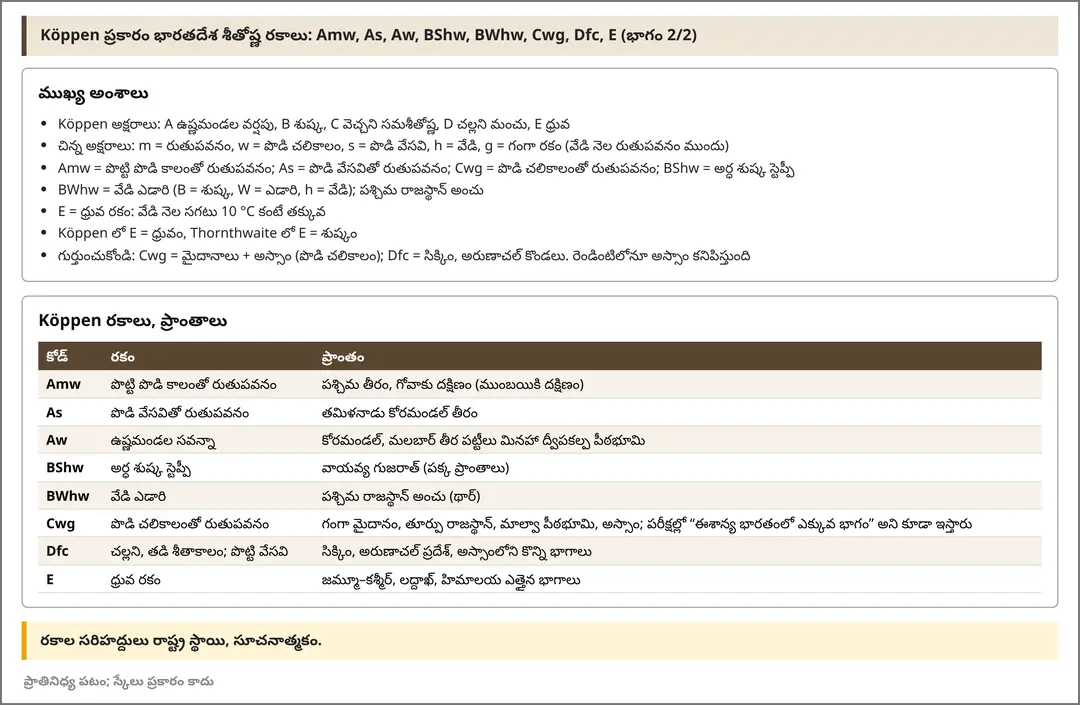 Köppen ప్రకారం భారతదేశ శీతోష్ణ రకాలు: Amw, As, Aw, BShw, BWhw, Cwg, Dfc, E (భాగం 2/2)
ముఖ్య అంశాలు
• Köppen అక్షరాలు: A ఉష్ణమండల వర్షపు, B శుష్క, C వెచ్చని సమశీతోష్ణ, D చల్లని మంచు, E ధ్రువ
• చిన్న అక్షరాలు: m = రుతుపవనం, w = పొడి చలికాలం, s = పొడి వేసవి, h = వేడి, g = గంగా రకం (వేడి నెల రుతుపవనం ముందు)
• Amw = పొట్టి పొడి కాలంతో రుతుపవనం; As = పొడి వేసవితో రుతుపవనం; Cwg = పొడి చలికాలంతో రుతుపవనం; BShw = అర్ధ శుష్క స్టెప్పీ
• BWhw = వేడి ఎడారి (B = శుష్క, W = ఎడారి, h = వేడి); పశ్చిమ రాజస్థాన్ అంచు
• E = ధ్రువ రకం: వేడి నెల సగటు 10 °C కంటే తక్కువ
• Köppen లో E = ధ్రువం, Thornthwaite లో E = శుష్కం
• గుర్తుంచుకోండి: Cwg = మైదానాలు + అస్సాం (పొడి చలికాలం); Dfc = సిక్కిం, అరుణాచల్ కొండలు. రెండింటిలోనూ అస్సాం కనిపిస్తుంది
Köppen రకాలు, ప్రాంతాలు
కోడ్ రకం ప్రాంతం
Amw పొట్టి పొడి కాలంతో రుతుపవనం పశ్చిమ తీరం, గోవాకు దక్షిణం (ముంబయికి దక్షిణం)
As పొడి వేసవితో రుతుపవనం తమిళనాడు కోరమండల్ తీరం
Aw ఉష్ణమండల సవన్నా కోరమండల్, మలబార్ తీర పట్టీలు మినహా ద్వీపకల్ప పీఠభూమి
BShw అర్ధ శుష్క స్టెప్పీ వాయవ్య గుజరాత్ (పక్క ప్రాంతాలు)
BWhw వేడి ఎడారి పశ్చిమ రాజస్థాన్ అంచు (థార్)
Cwg పొడి చలికాలంతో రుతుపవనం గంగా మైదానం, తూర్పు రాజస్థాన్, మాల్వా పీఠభూమి, అస్సాం; పరీక్షల్లో “ఈశాన్య భారతంలో ఎక్కువ భాగం” అని కూడా ఇస్తారు
Dfc చల్లని, తడి శీతాకాలం; పొట్టి వేసవి సిక్కిం, అరుణాచల్ ప్రదేశ్, అస్సాంలోని కొన్ని భాగాలు
E ధ్రువ రకం జమ్మూ–కశ్మీర్, లద్దాఖ్, హిమాలయ ఎత్తైన భాగాలు
రకాల సరిహద్దులు రాష్ట్ర స్థాయి, సూచనాత్మకం.
ప్రాతినిధ్య పటం; స్కేలు ప్రకారం కాదు